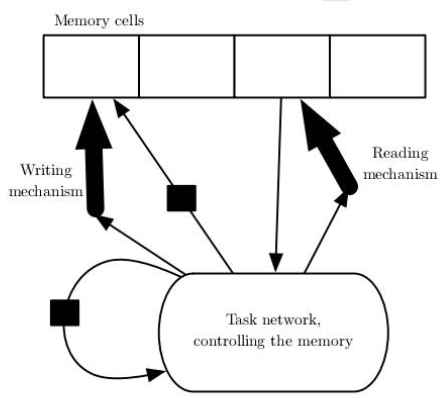 Memory cells
Writing
mechanism
Reading
mechanism
Task network,
controlling the memory